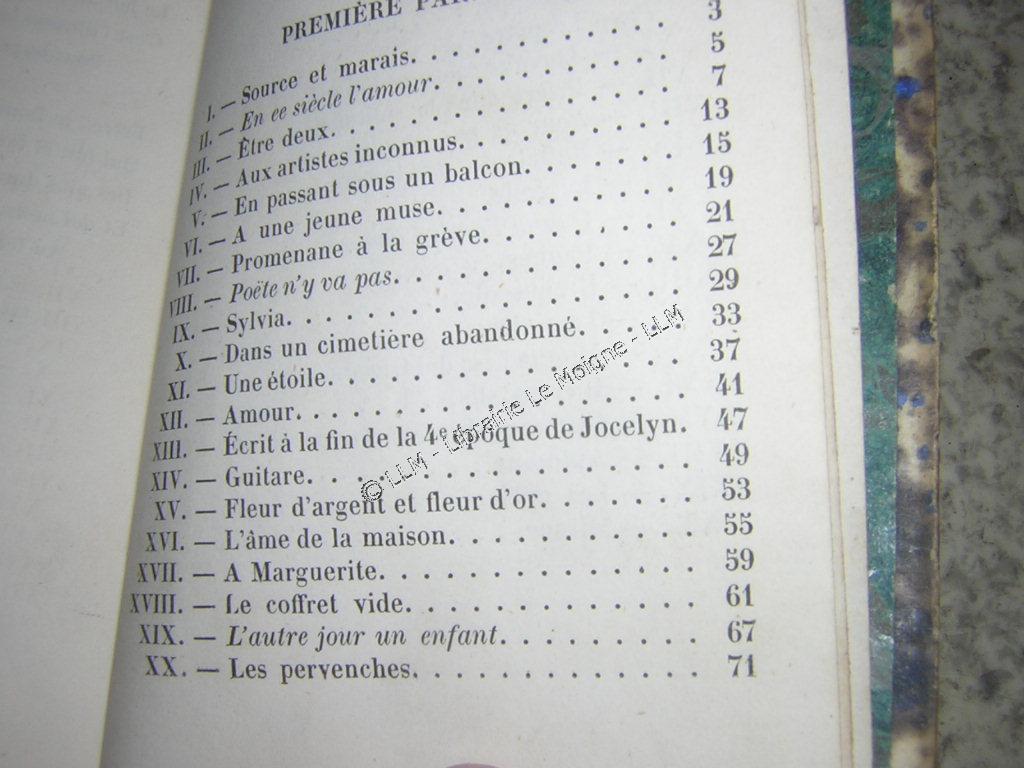 PREMIÈRE PAR
I. — Source et marais. . . . . . . . . . 3
II. — En ce siècle l'amour. . . . . . . . . . 5
III. — Être deux. . . . . . . . . . . . . 7
IV. — Aux artistes inconnus. . . . . . . . . 13
V. — En passant sous un balcon. . . . . . . 15
VI. — A une jeune muse. . . . . . . . . . 19
VII. — Promenane à la grève. . . . . . . . . 21
VIII. — Poëte n'y va pas. . . . . . . . . . . 27
IX. — Sylvia. . . . . . . . . . . . . . 29
X. — Dans un cimetière abandonné. . . . . . 33
XI. — Une étoile. . . . . . . . . . . . . 37
XII. — Amour. . . . . . . . . . . . . . 41
XIII. — Écrit à la fin de la 4e époque de Jocelyn. 47
XIV. — Guitare. . . . . . . . . . . . . . 49
XV. — Fleur d'argent et fleur d'or. . . . . . . 53
XVI. — L'âme de la maison. . . . . . . . . . 55
XVII. — A Marguerite. . . . . . . . . . . . 59
XVIII. — Le coffret vide. . . . . . . . . . . 61
XIX. — L'autre jour un enfant. . . . . . . . . 67
XX. — Les pervenches. . . . . . . . . . . 71
© LLM - Librairie Le Moigne - LLM